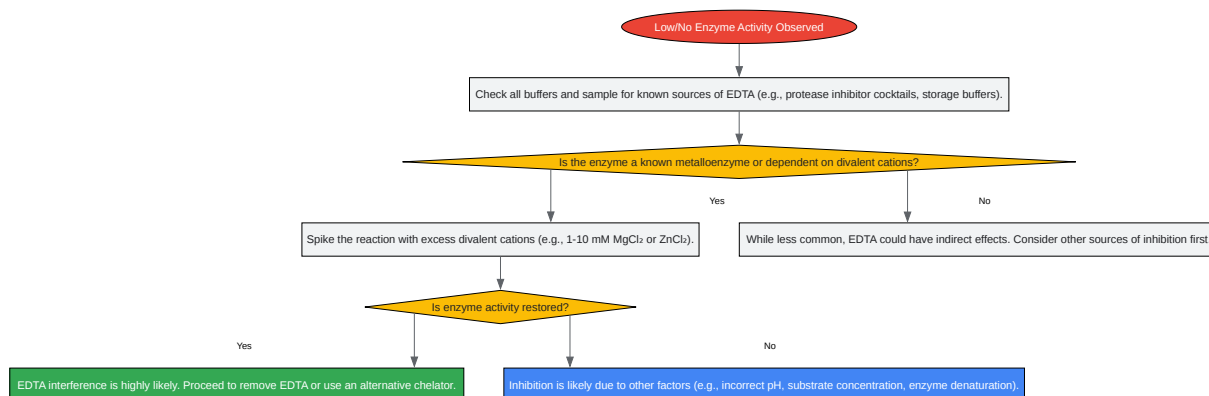 Low/No Enzyme Activity Observed
Check all buffers and sample for known sources of EDTA (e.g., protease inhibitor cocktails, storage buffers).
Is the enzyme a known metalloenzyme or dependent on divalent cations?
Yes
No
Spike the reaction with excess divalent cations (e.g., 1-10 mM MgCl₂ or ZnCl₂).
While less common, EDTA could have indirect effects. Consider other sources of inhibition first
Is enzyme activity restored?
Yes
No
EDTA interference is highly likely. Proceed to remove EDTA or use an alternative chelator.
Inhibition is likely due to other factors (e.g., incorrect pH, substrate concentration, enzyme denaturation).